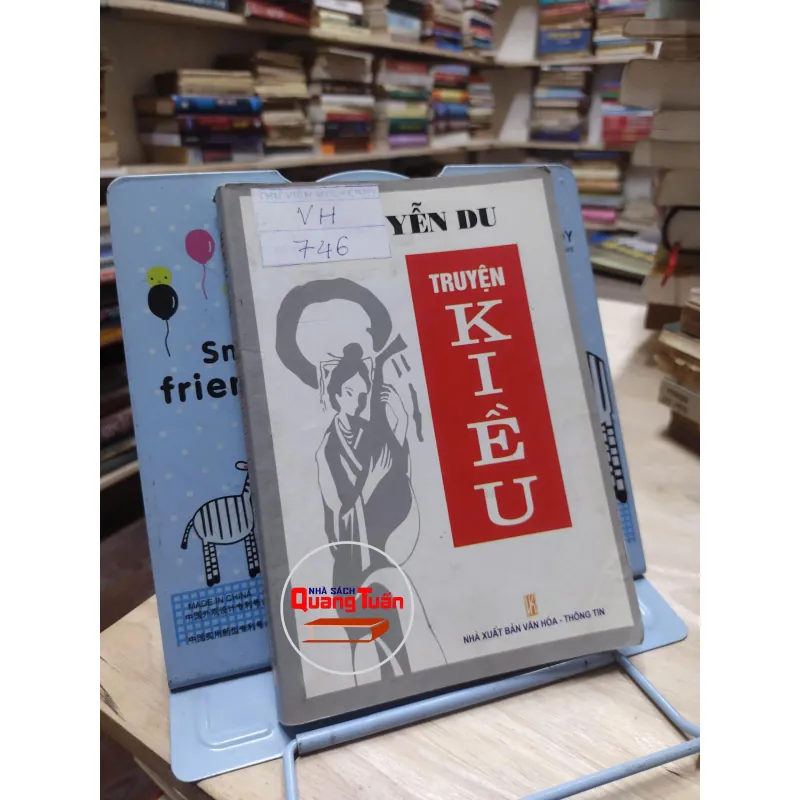 VH
746
YỄN DU
TRUYỆN
KIỀU
NHÀ SÁCH
Quang Tuấn
NHÀ XUẤT BẢN VĂN HÓA - THÔNG TIN
Sm
frien
MADE IN CHINA